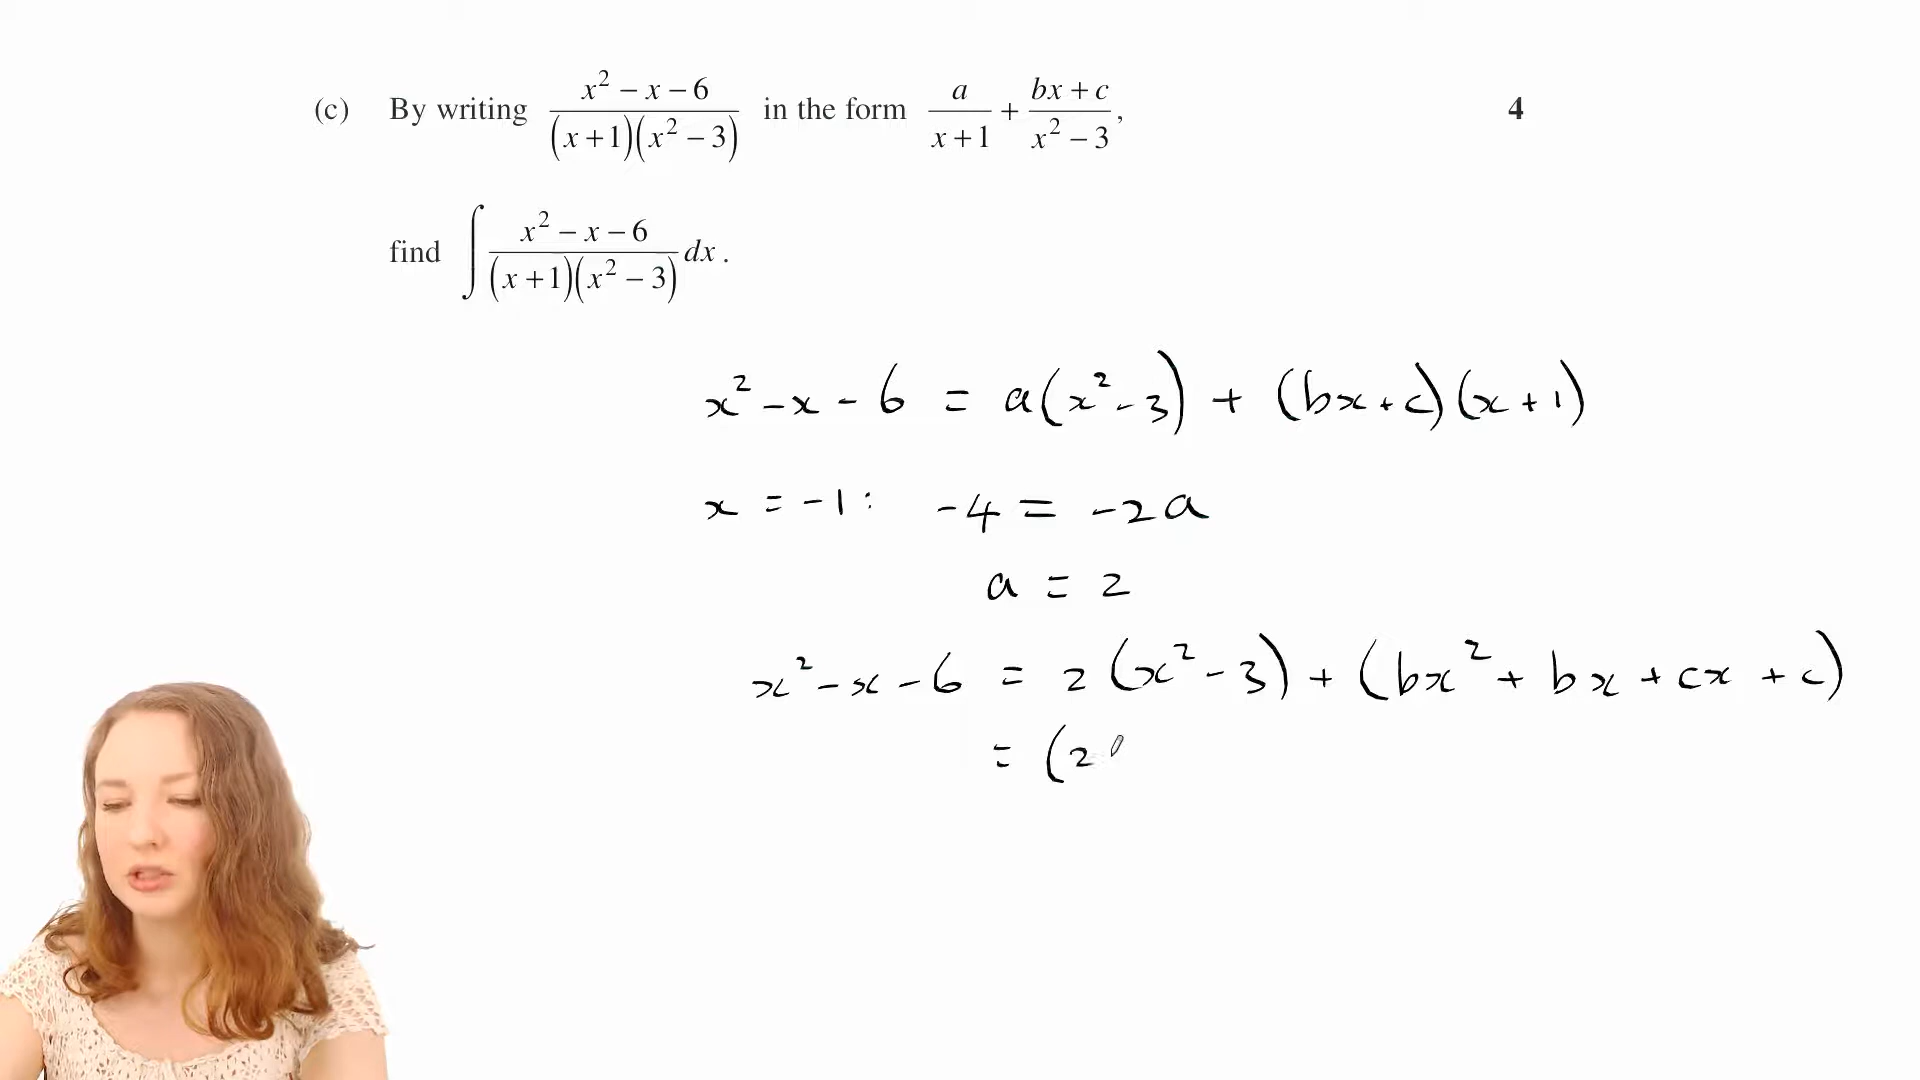 (c) By writing (x² − x − 6)/((x + 1)(x² − 3)) in the form a/(x + 1) + (bx + c)/(x² − 3), 4
find ∫ (x² − x − 6)/((x + 1)(x² − 3)) dx .
x² − x − 6 = a(x² − 3) + (bx + c)(x + 1)
x = −1: −4 = −2a
a = 2
x² − x − 6 = 2(x² − 3) + (bx² + bx + cx + c)
= (2